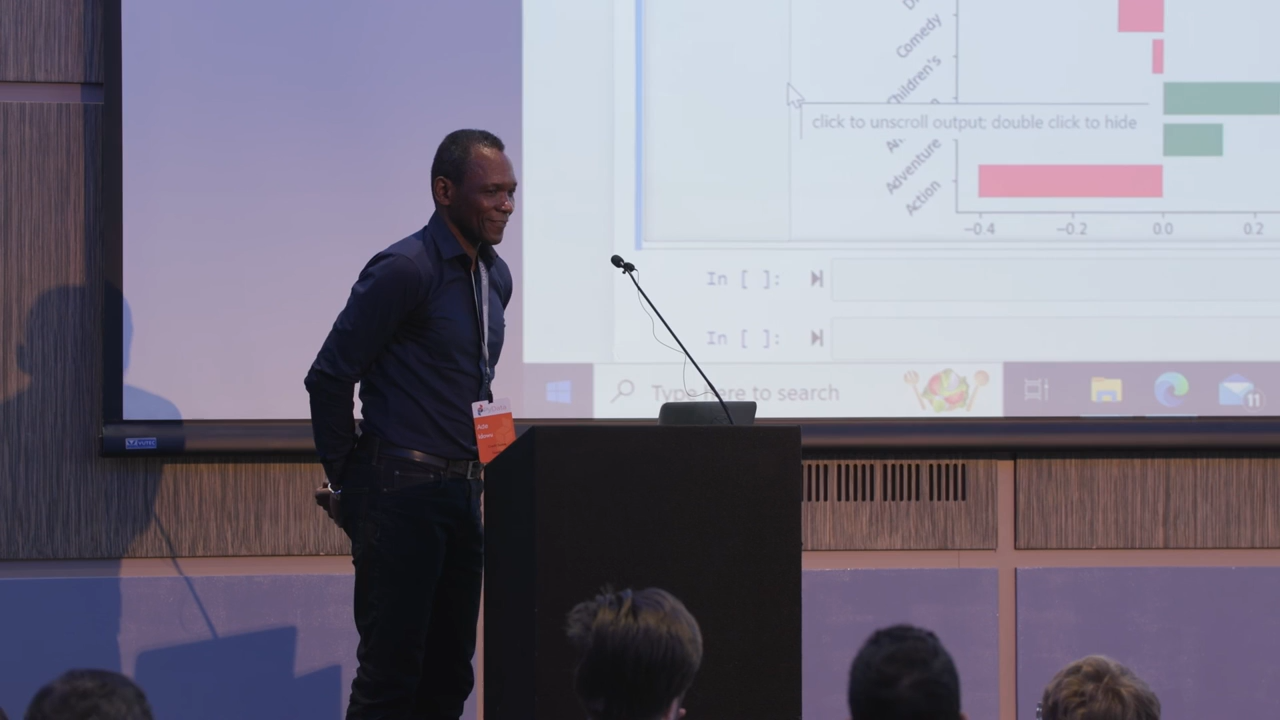 Comedy
Children's
click to unscroll output; double click to hide
Adventure
Action
−0.4
−0.2
0.0
0.2
In [ ]:
In [ ]:
Type here to search
11